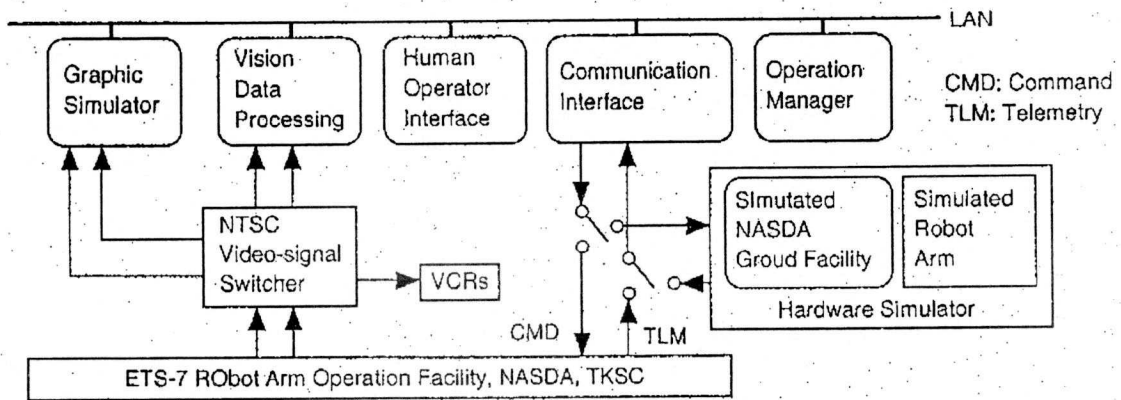 LAN
Graphic
Simulator
Vision
Data
Processing
Human
Operator
Interface
Communication
Interface
Operation
Manager
CMD: Command
TLM: Telemetry
NTSC
Video-signal
Switcher
VCRs
SImutated
NASDA
Groud Facility
Simulated
Robot
Arm
Hardware Simulator
CMD
TLM
ETS-7 RObot Arm Operation Facility, NASDA, TKSC